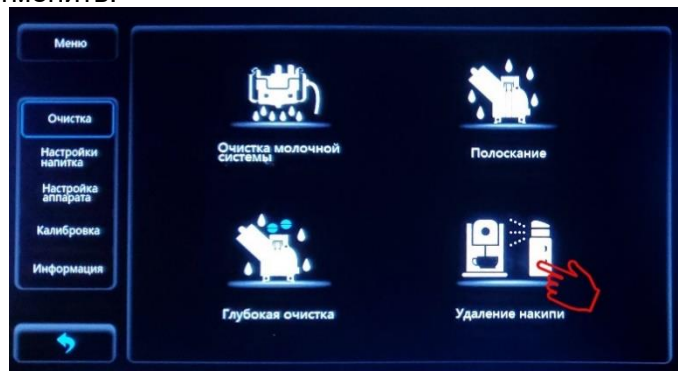 Меню
Очистка
Настройки
напитка
Настройка
аппарата
Калибровка
Информация
Очистка молочной
системы
Полоскание
Глубокая очистка
Удаление накипи